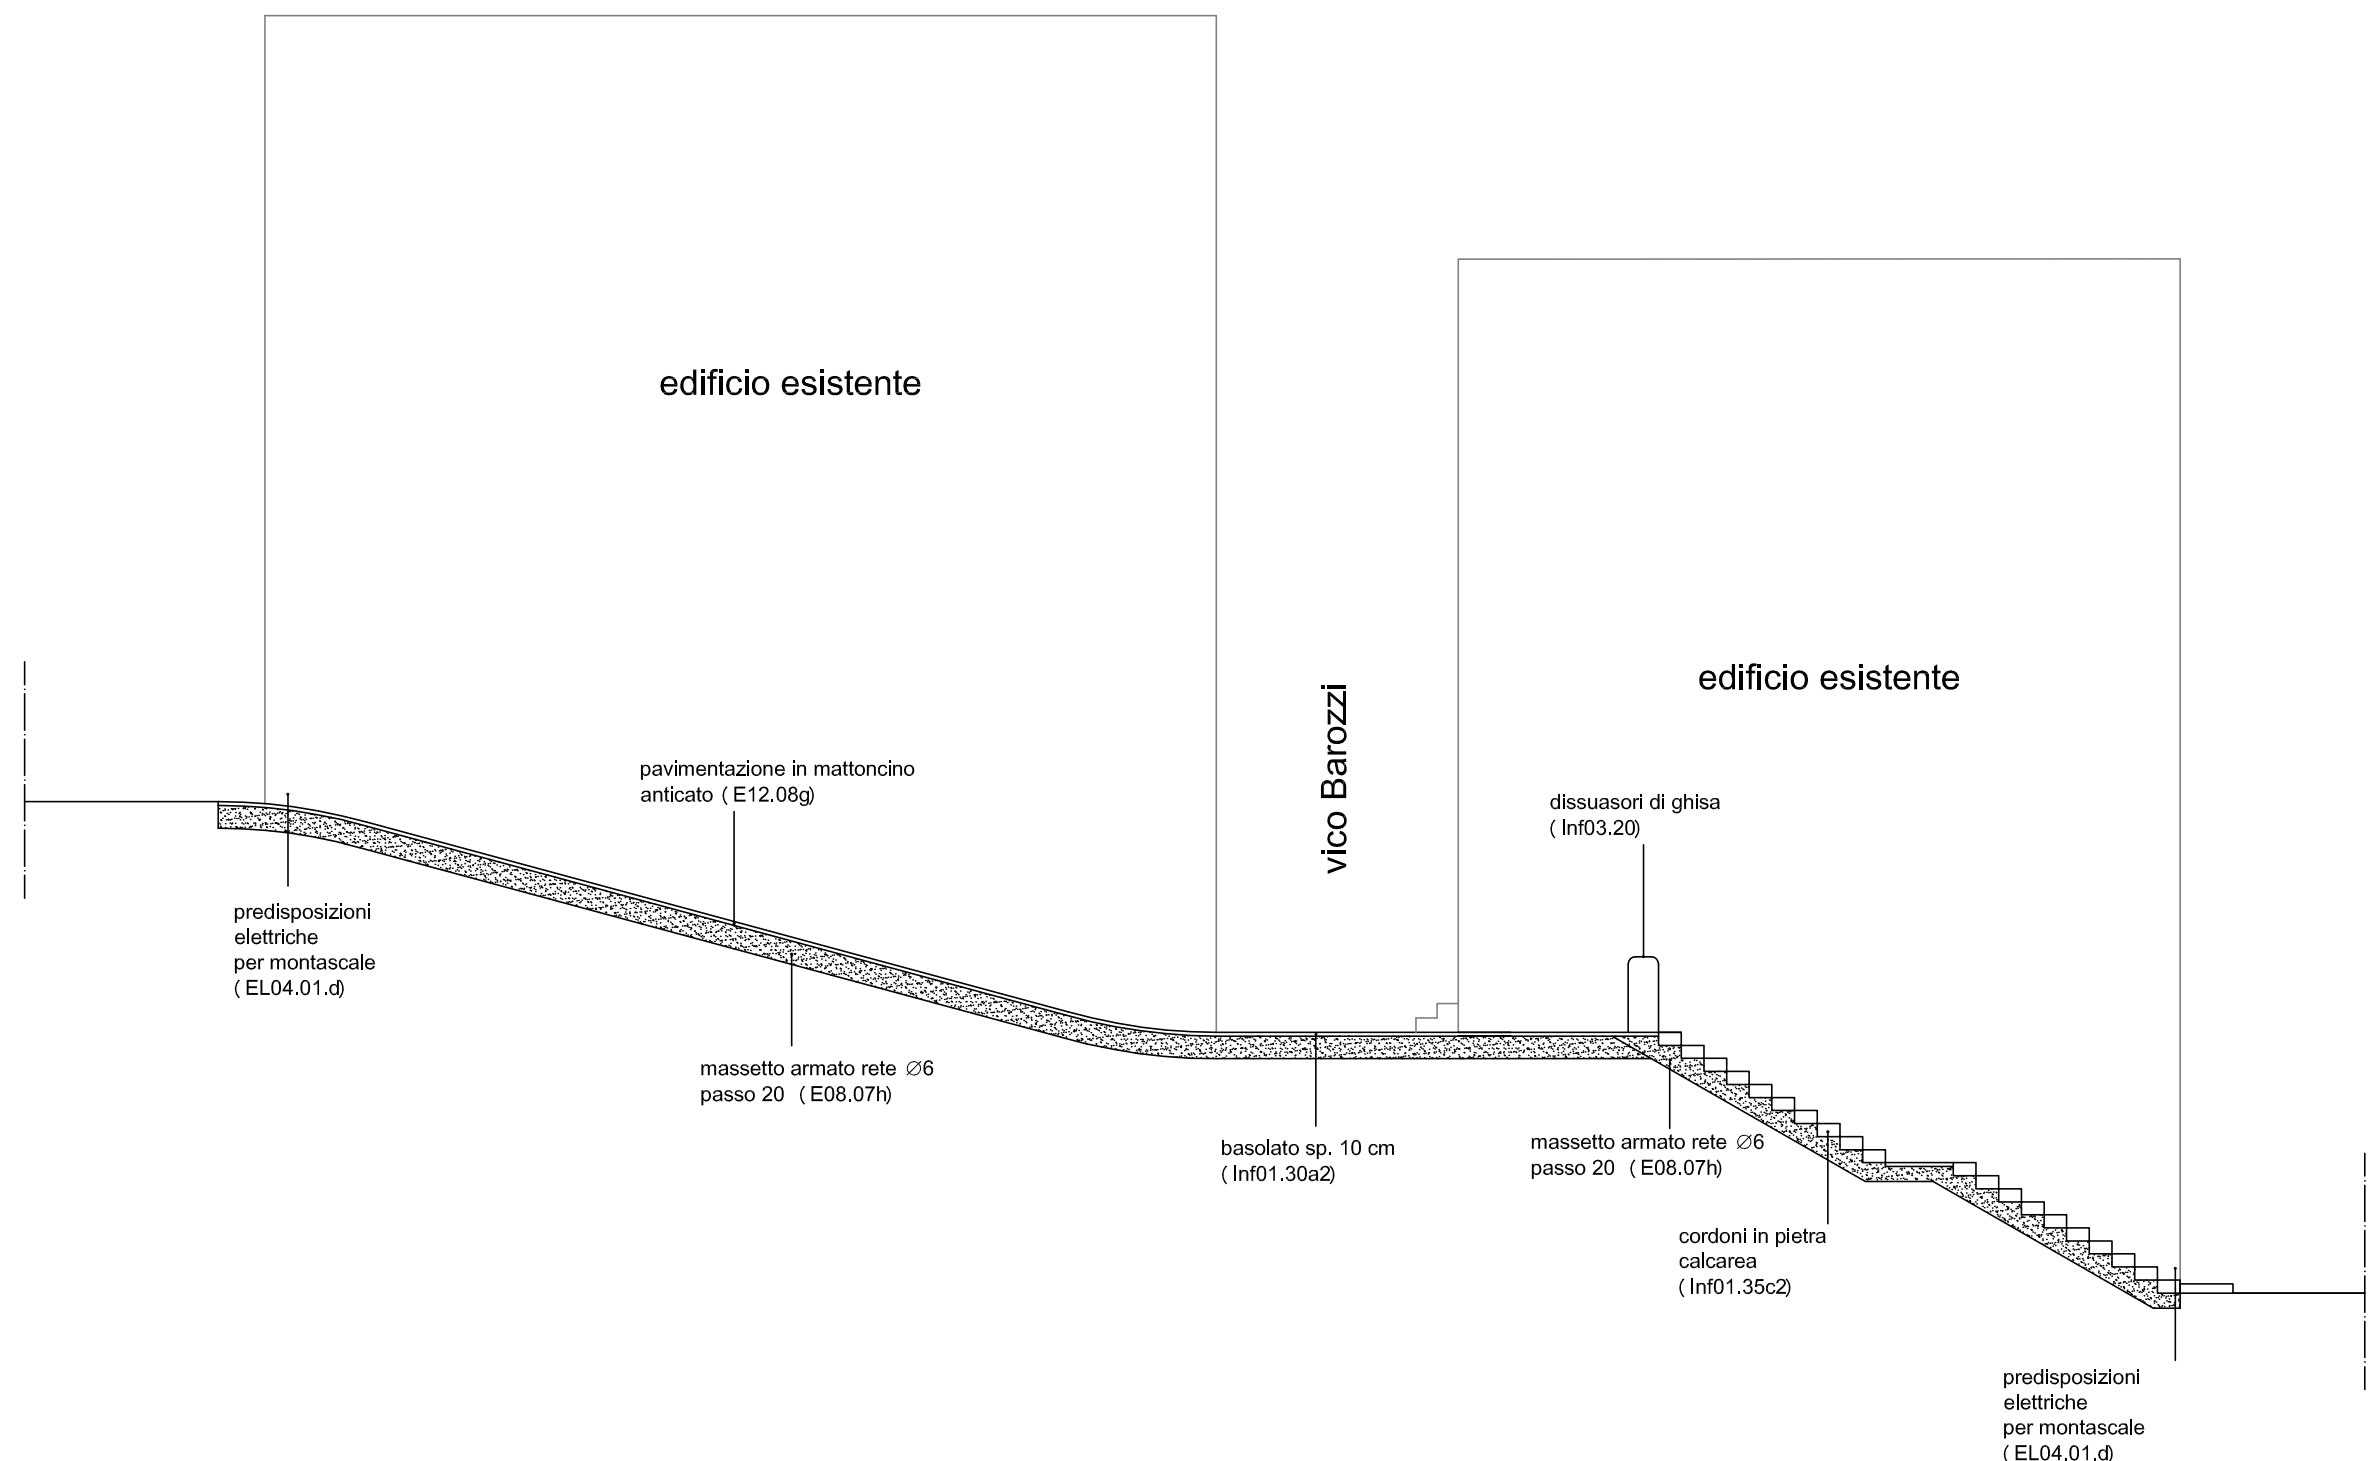 edificio esistente
edificio esistente
vico Barozzi
pavimentazione in mattoncino
anticato (E12.08g)
dissuasori di ghisa
(Inf03.20)
predisposizioni
elettriche
per montascale
(EL04.01.d)
massetto armato rete ∅6
passo 20 (E08.07h)
basolato sp. 10 cm
(Inf01.30a2)
massetto armato rete ∅6
passo 20 (E08.07h)
cordoni in pietra
calcarea
(Inf01.35c2)
predisposizioni
elettriche
per montascale
(EL04.01.d)